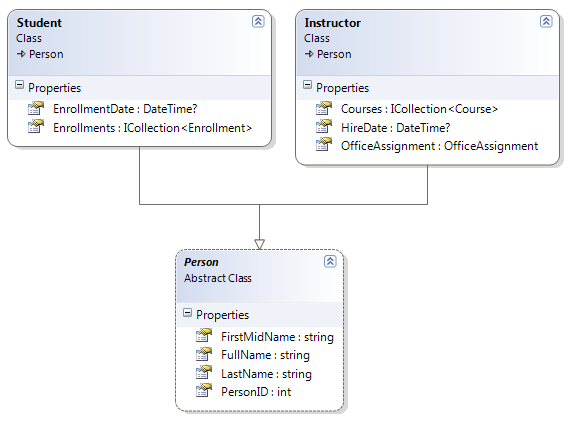 Student
Class
Person
Properties
EnrollmentDate : DateTime?
Enrollments : ICollection<Enrollment>
Instructor
Class
Person
Properties
Courses : ICollection<Course>
HireDate : DateTime?
OfficeAssignment : OfficeAssignment
Person
Abstract Class
Properties
FirstMidName : string
FullName : string
LastName : string
PersonID : int